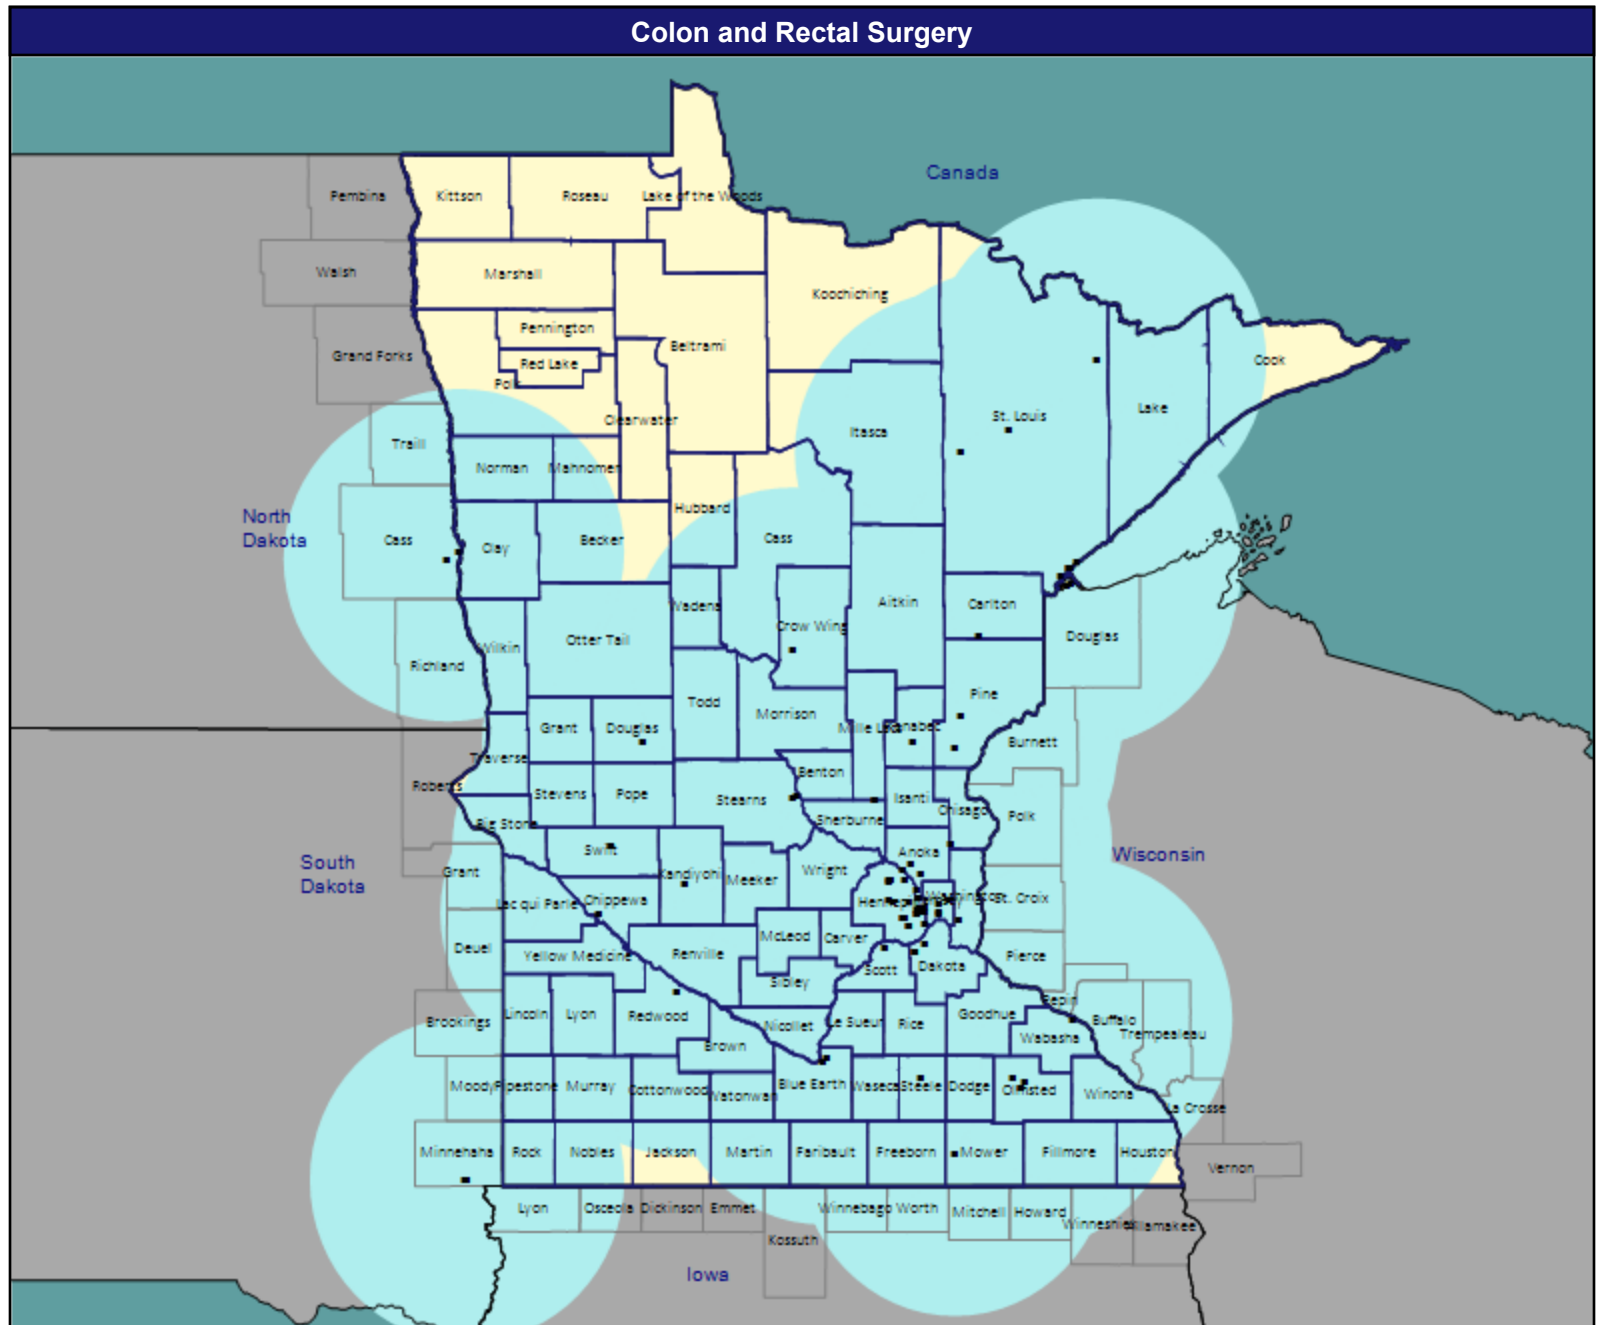 Colon and Rectal Surgery
Canada
Pembina
Kittson
Roseau
Lake of the Woods
Walsh
Marshall
Koochiching
Pennington
Grand Forks
Red Lake
Beltrami
Cook
Polk
Clearwater
Lake
St. Louis
Itasca
Traill
Norman
Mahnomen
Hubbard
North
Dakota
Cass
Clay
Becker
Cass
Aitkin
Carlton
Wadena
Crow Wing
Douglas
Otter Tail
Wilkin
Richland
Pine
Todd
Morrison
Grant
Douglas
Mille Lacs
Kanabec
Burnett
Traverse
Benton
Roberts
Stevens
Pope
Stearns
Isanti
Chisago
Polk
Big Stone
Sherburne
Swift
Anoka
Wisconsin
South
Dakota
Grant
Kandiyohi
Meeker
Wright
Lac qui Parle
Chippewa
Hennepin
Washington
St. Croix
McLeod
Carver
Deuel
Yellow Medicine
Renville
Scott
Dakota
Pierce
Sibley
Pepin
Brookings
Lincoln
Lyon
Redwood
Nicollet
Le Sueur
Rice
Goodhue
Buffalo
Wabasha
Trempealeau
Brown
Moody
Pipestone
Murray
Cottonwood
Watonwan
Blue Earth
Waseca
Steele
Dodge
Olmsted
Winona
La Crosse
Minnehaha
Rock
Nobles
Jackson
Martin
Faribault
Freeborn
Mower
Fillmore
Houston
Vernon
Lyon
Osceola
Dickinson
Emmet
Winnebago
Worth
Mitchell
Howard
Winneshiek
Allamakee
Kossuth
Iowa